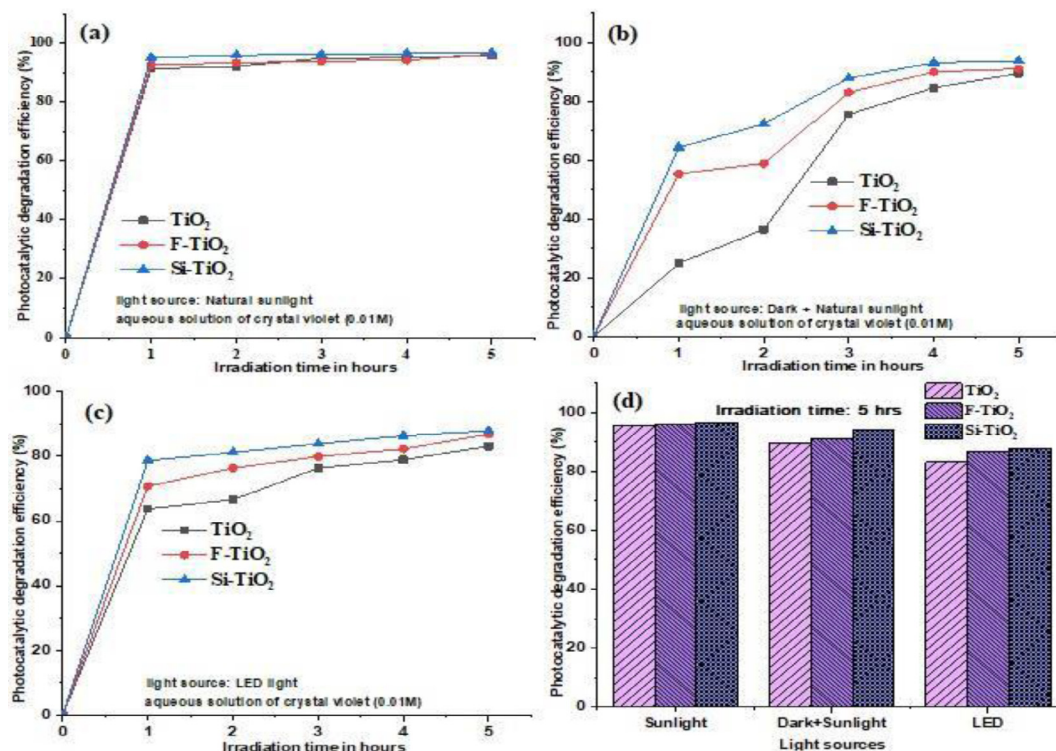 (a)
Photocatalytic degradation efficiency (%)
100
80
60
40
20
0
TiO₂
F-TiO₂
Si-TiO₂
light source: Natural sunlight
aqueous solution of crystal violet (0.01M)
0 1 2 3 4 5
Irradiation time in hours
(b)
Photocatalytic degradation efficiency (%)
100
80
60
40
20
0
TiO₂
F-TiO₂
Si-TiO₂
light source: Dark + Natural sunlight
aqueous solution of crystal violet (0.01M)
0 1 2 3 4 5
Irradiation time in hours
(c)
Photocatalytic degradation efficiency (%)
100
80
60
40
20
0
TiO₂
F-TiO₂
Si-TiO₂
light source: LED light
aqueous solution of crystal violet (0.01M)
0 1 2 3 4 5
Irradiation time in hours
(d)
Photocatalytic degradation efficiency (%)
100
80
60
40
20
0
Irradiation time: 5 hrs
TiO₂
F-TiO₂
Si-TiO₂
Sunlight Dark+Sunlight LED
Light sources